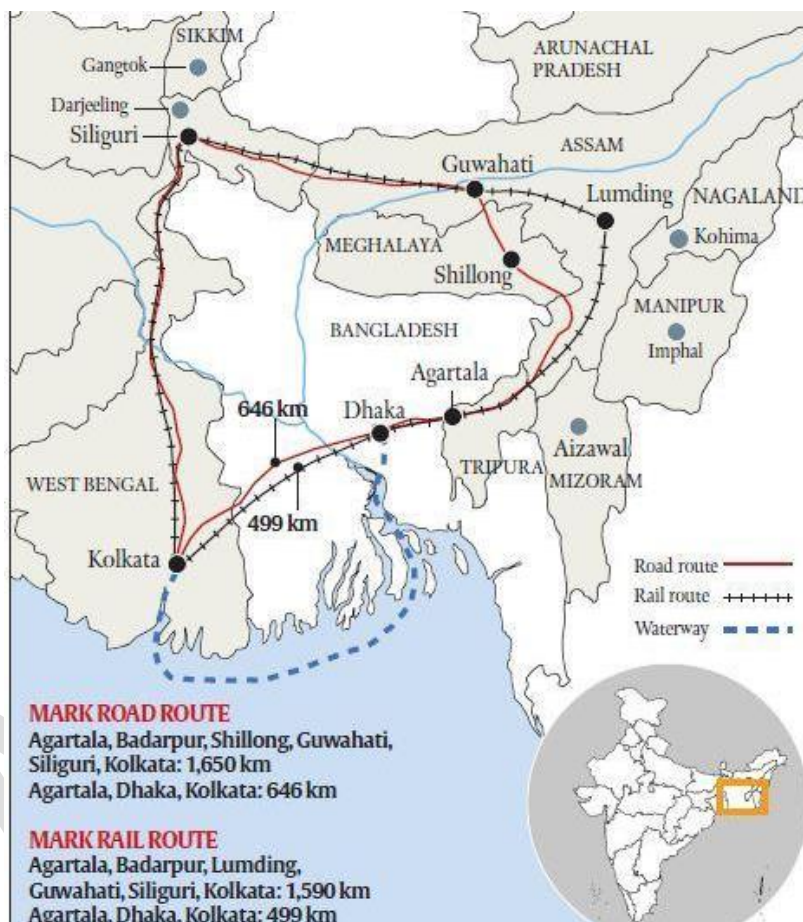 SIKKIM
Gangtok
ARUNACHAL
PRADESH
Darjeeling
Siliguri
ASSAM
Guwahati
Lumding
NAGALAND
MEGHALAYA
Kohima
Shillong
MANIPUR
BANGLADESH
Imphal
Agartala
646 km
Dhaka
Aizawal
TRIPURA
MIZORAM
WEST BENGAL
499 km
Kolkata
Road route
Rail route
Waterway
MARK ROAD ROUTE
Agartala, Badarpur, Shillong, Guwahati,
Siliguri, Kolkata: 1,650 km
Agartala, Dhaka, Kolkata: 646 km
MARK RAIL ROUTE
Agartala, Badarpur, Lumding,
Guwahati, Siliguri, Kolkata: 1,590 km
Agartala, Dhaka, Kolkata: 499 km